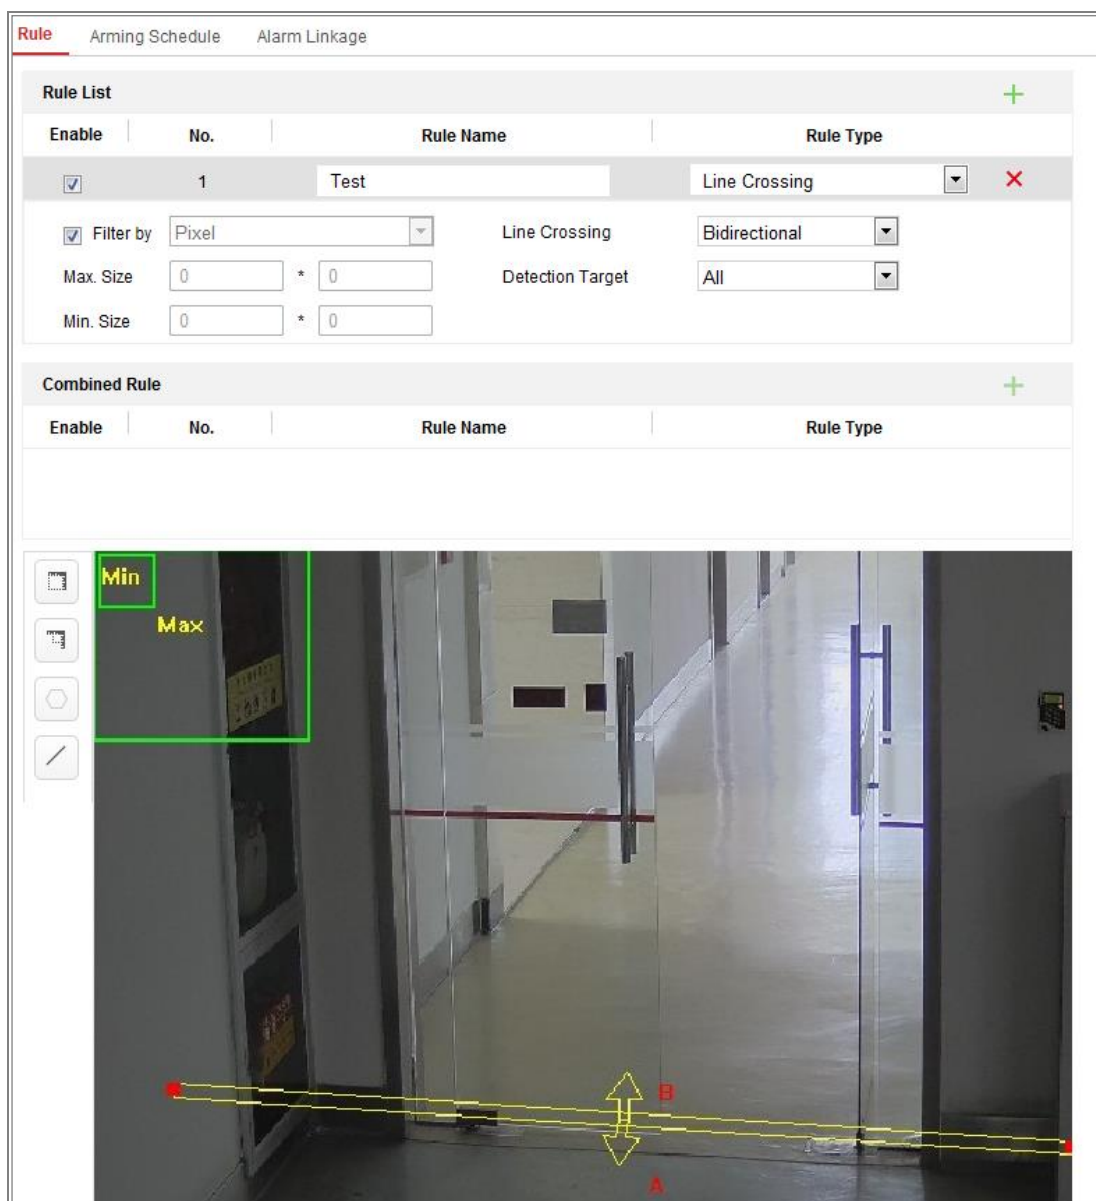 Rule Arming Schedule Alarm Linkage
Rule List
Enable No. Rule Name Rule Type
1 Test Line Crossing
Filter by Pixel Line Crossing Bidirectional
Max. Size 0 * 0 Detection Target All
Min. Size 0 * 0
Combined Rule
Enable No. Rule Name Rule Type
Min
Max
B
A